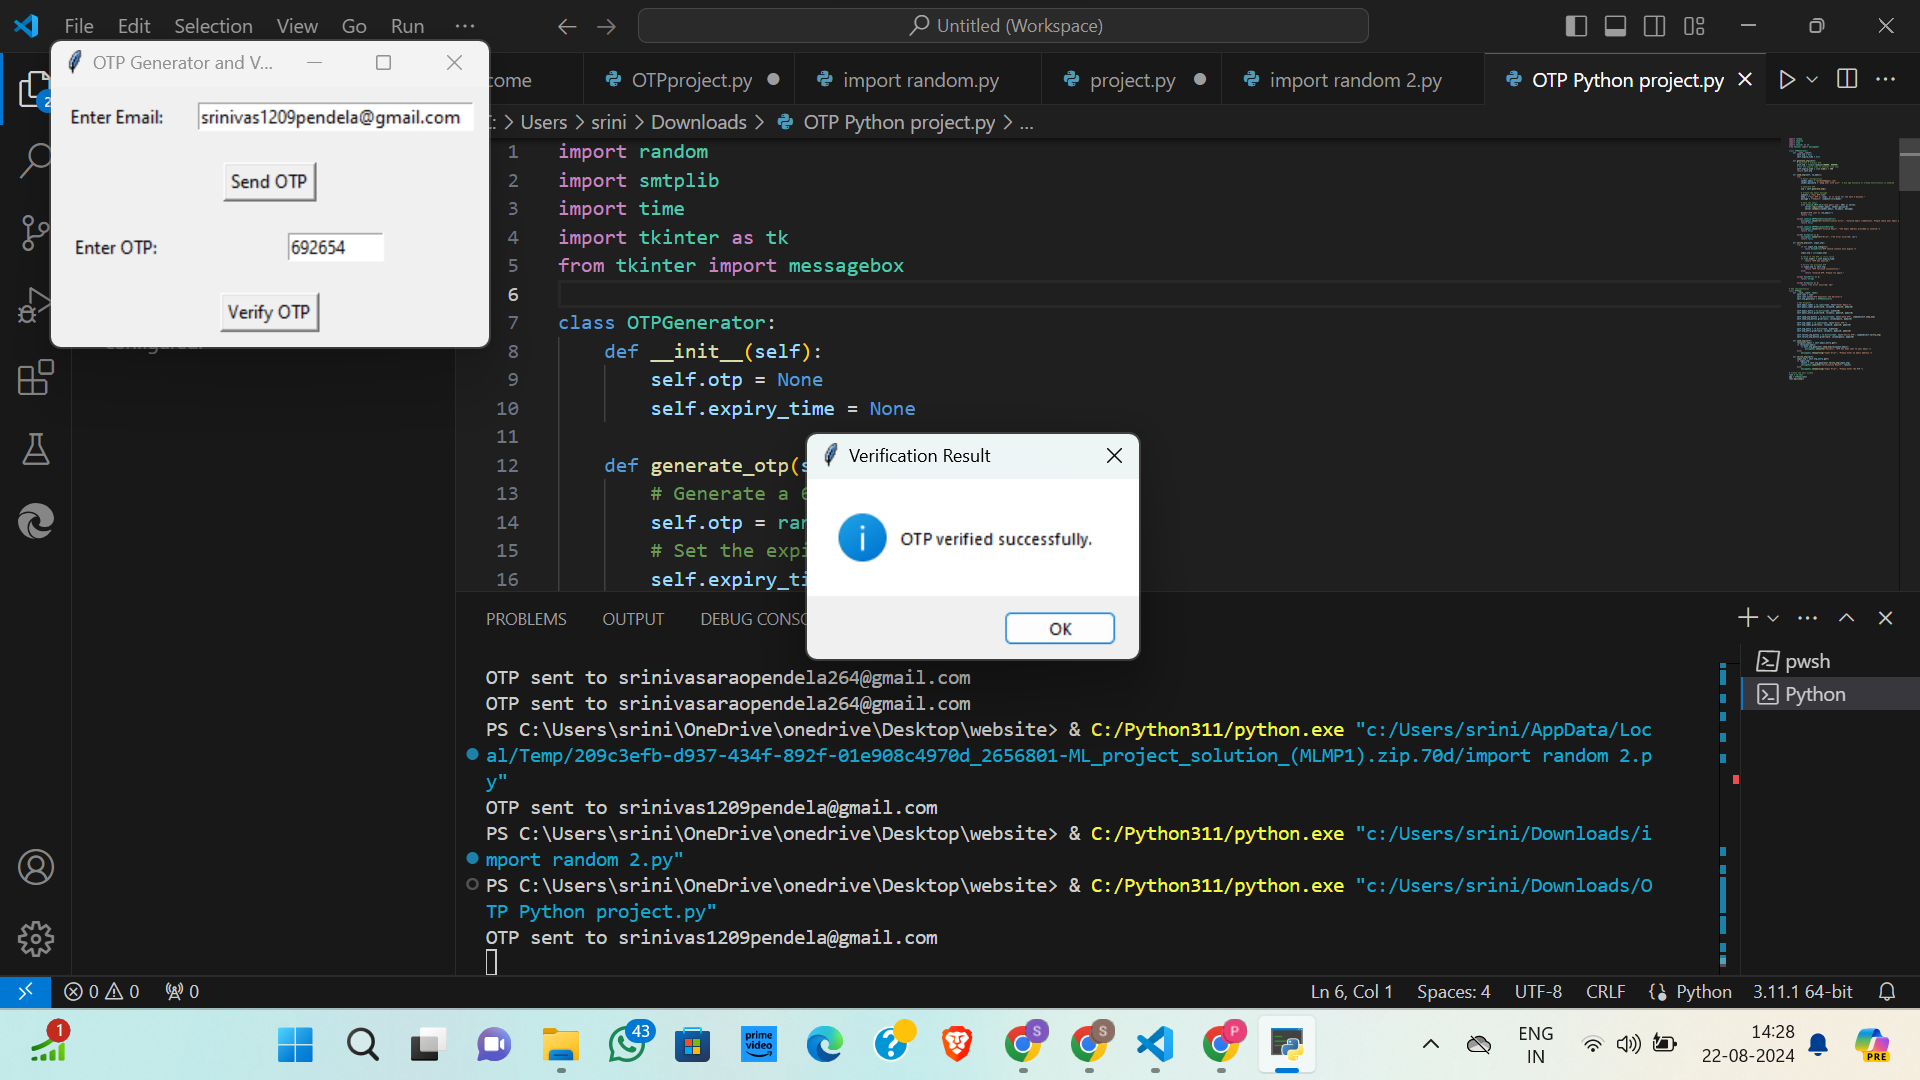 File Edit Selection View Go Run ...
Untitled (Workspace)
OTP Generator and V...
Enter Email: srinivas1209pendela@gmail.com
Send OTP
Enter OTP: 692654
Verify OTP
come OTPproject.py import random.py project.py import random 2.py OTP Python project.py
Users > srini > Downloads > OTP Python project.py > ...
1 import random
2 import smtplib
3 import time
4 import tkinter as tk
5 from tkinter import messagebox
6
7 class OTPGenerator:
8 def __init__(self):
9 self.otp = None
10 self.expiry_time = None
11
12 def generate_otp(s
13 # Generate a 6
14 self.otp = ran
15 # Set the expi
16 self.expiry_ti
Verification Result
OTP verified successfully.
OK
PROBLEMS OUTPUT DEBUG CONSO
OTP sent to srinivasaraopendela264@gmail.com
OTP sent to srinivasaraopendela264@gmail.com
PS C:\Users\srini\OneDrive\onedrive\Desktop\website> & C:/Python311/python.exe "c:/Users/srini/AppData/Loc
al/Temp/209c3efb-d937-434f-892f-01e908c4970d_2656801-ML_project_solution_(MLMP1).zip.70d/import random 2.p
y"
OTP sent to srinivas1209pendela@gmail.com
PS C:\Users\srini\OneDrive\onedrive\Desktop\website> & C:/Python311/python.exe "c:/Users/srini/Downloads/i
mport random 2.py"
PS C:\Users\srini\OneDrive\onedrive\Desktop\website> & C:/Python311/python.exe "c:/Users/srini/Downloads/O
TP Python project.py"
OTP sent to srinivas1209pendela@gmail.com
pwsh
Python
0 0 0 Ln 6, Col 1 Spaces: 4 UTF-8 CRLF Python 3.11.1 64-bit
1
prime video
43
S
S
P
PRE
ENG
IN
14:28
22-08-2024